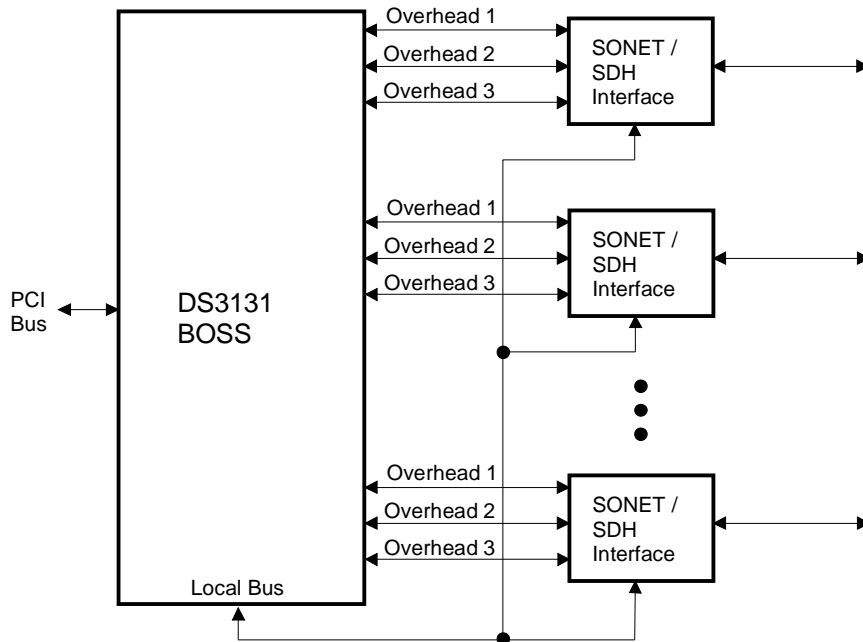 Overhead 1
Overhead 2
Overhead 3
SONET /
SDH
Interface
Overhead 1
Overhead 2
Overhead 3
SONET /
SDH
Interface
PCI
Bus
DS3131
BOSS
Overhead 1
Overhead 2
Overhead 3
SONET /
SDH
Interface
Local Bus